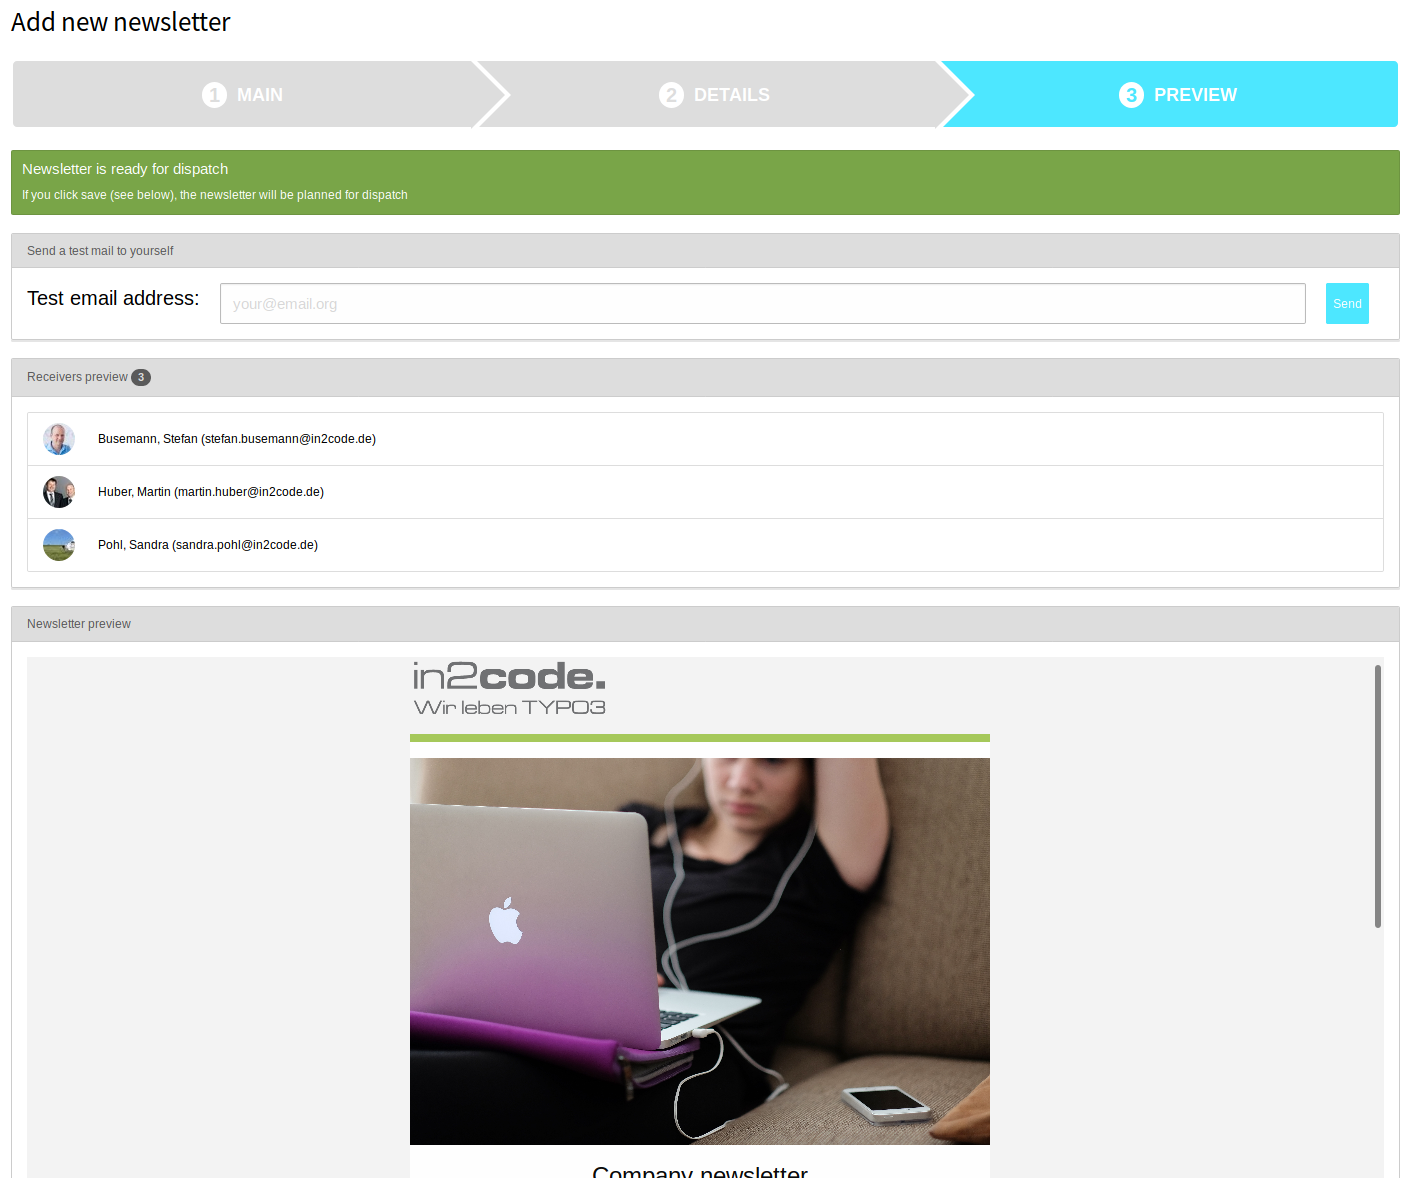 Add new newsletter
1 MAIN
2 DETAILS
3 PREVIEW
Newsletter is ready for dispatch
If you click save (see below), the newsletter will be planned for dispatch
Send a test mail to yourself
Test email address:
your@email.org
Send
Receivers preview 3
Busemann, Stefan (stefan.busemann@in2code.de)
Huber, Martin (martin.huber@in2code.de)
Pohl, Sandra (sandra.pohl@in2code.de)
Newsletter preview
in2code.
Wir leben TYPO3
Company newsletter